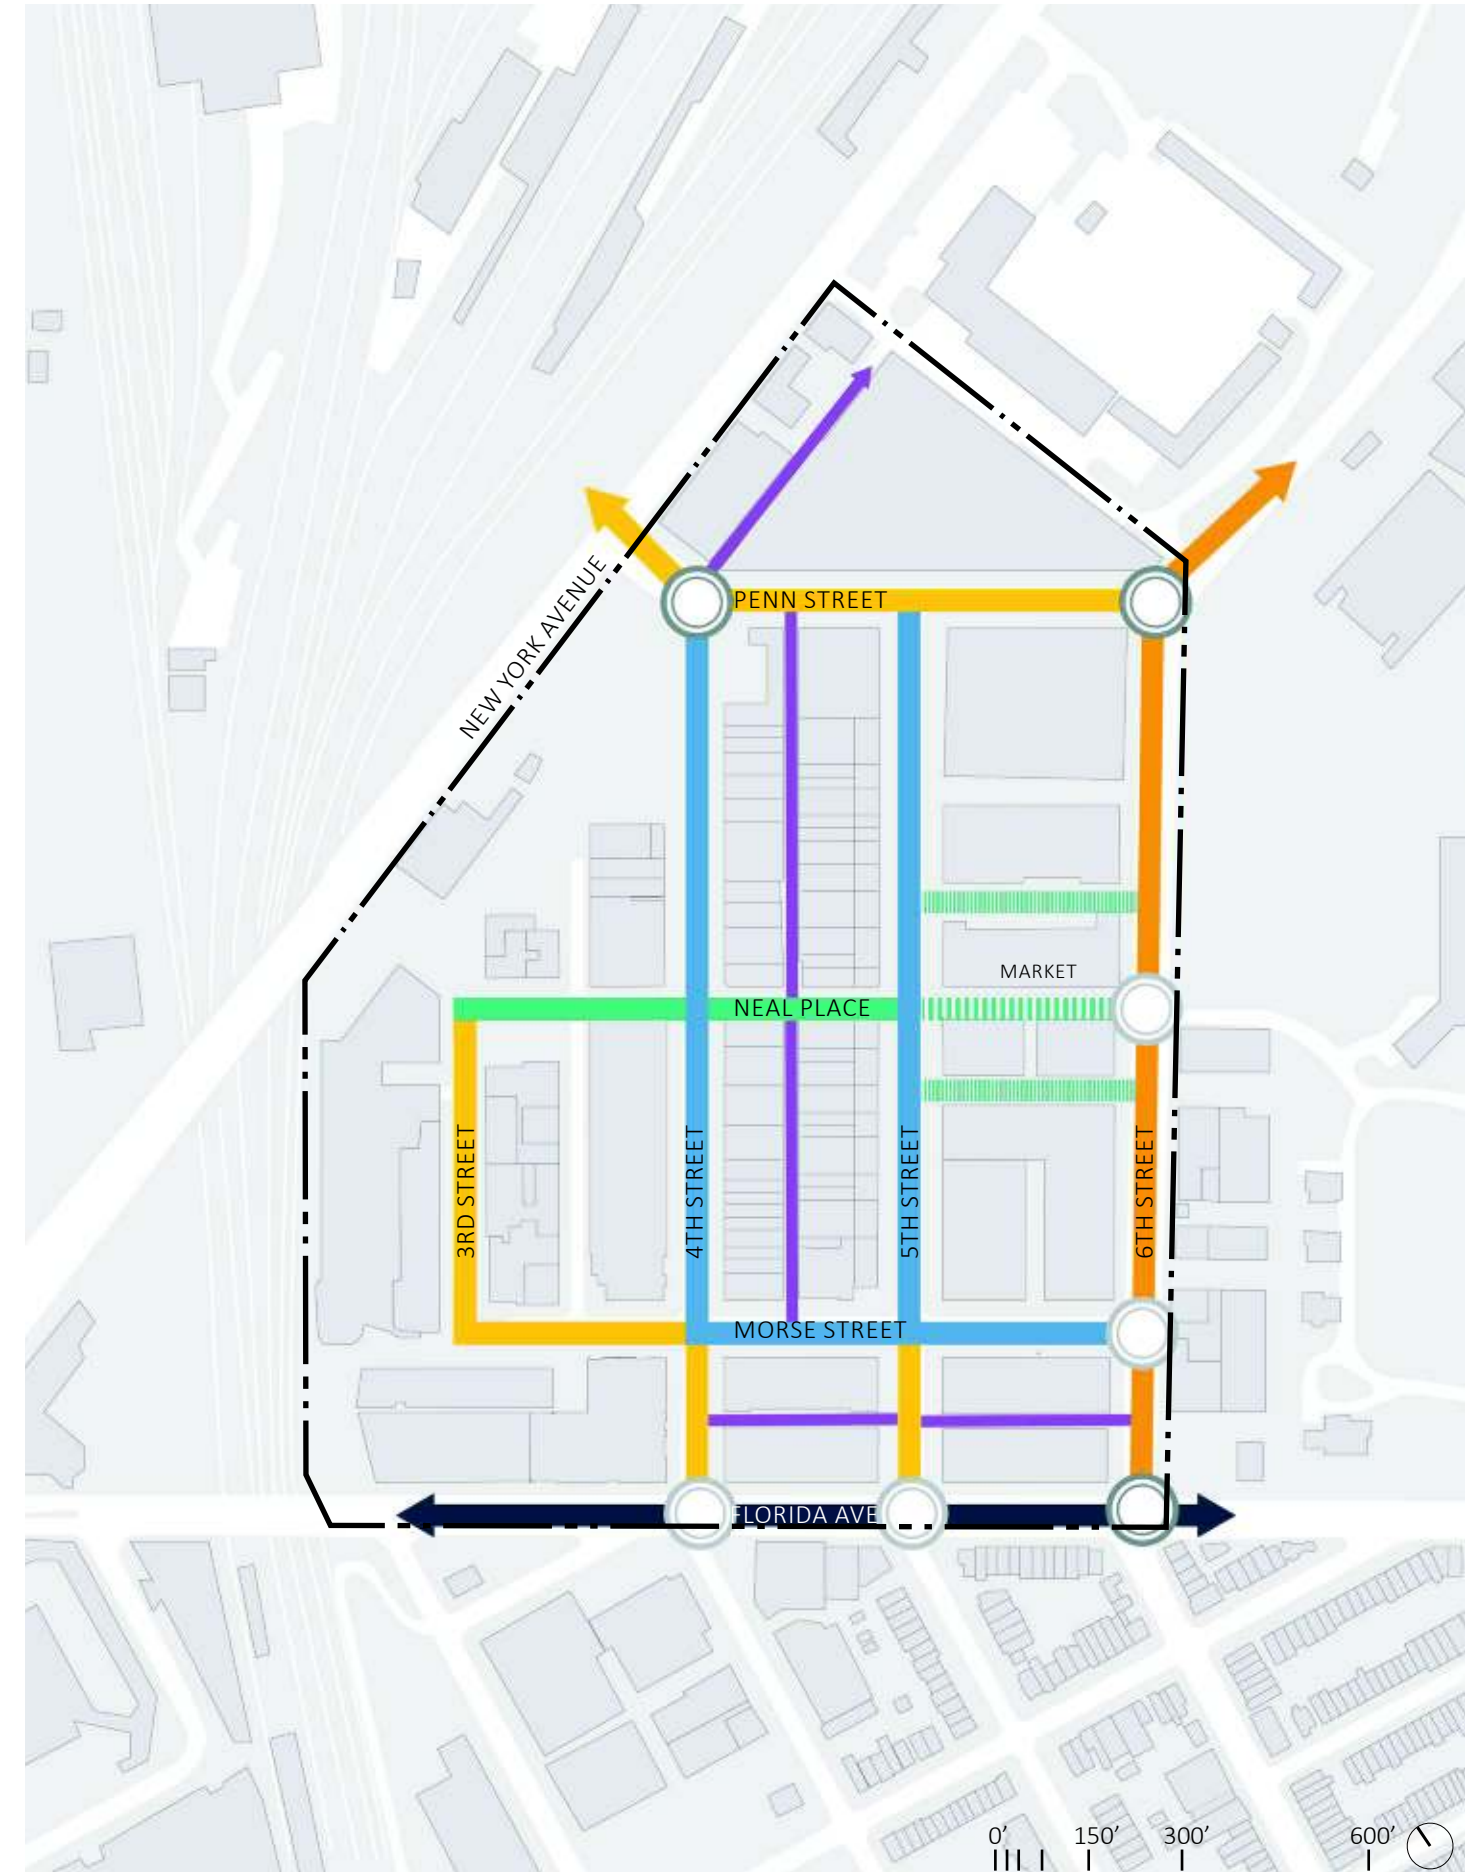 PENN STREET
NEW YORK AVENUE
MARKET
NEAL PLACE
3RD STREET
4TH STREET
5TH STREET
6TH STREET
MORSE STREET
FLORIDA AVE
0' 150' 300' 600'